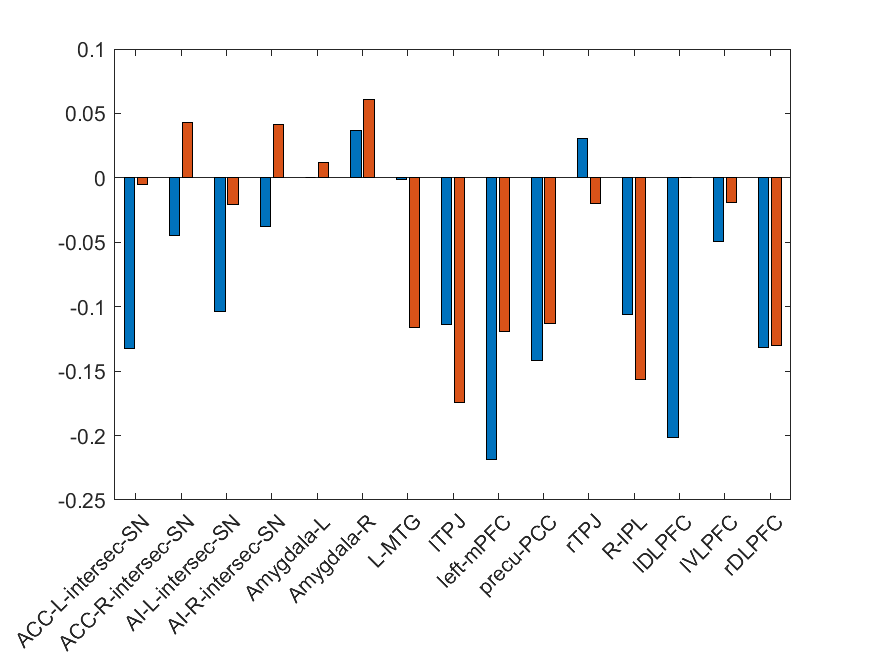 0.1
0.05
0
-0.05
-0.1
-0.15
-0.2
-0.25
ACC-L-intersec-SN
ACC-R-intersec-SN
AI-L-intersec-SN
AI-R-intersec-SN
Amygdala-L
Amygdala-R
L-MTG
lTPJ
left-mPFC
precu-PCC
rTPJ
R-IPL
lDLPFC
lVLPFC
rDLPFC